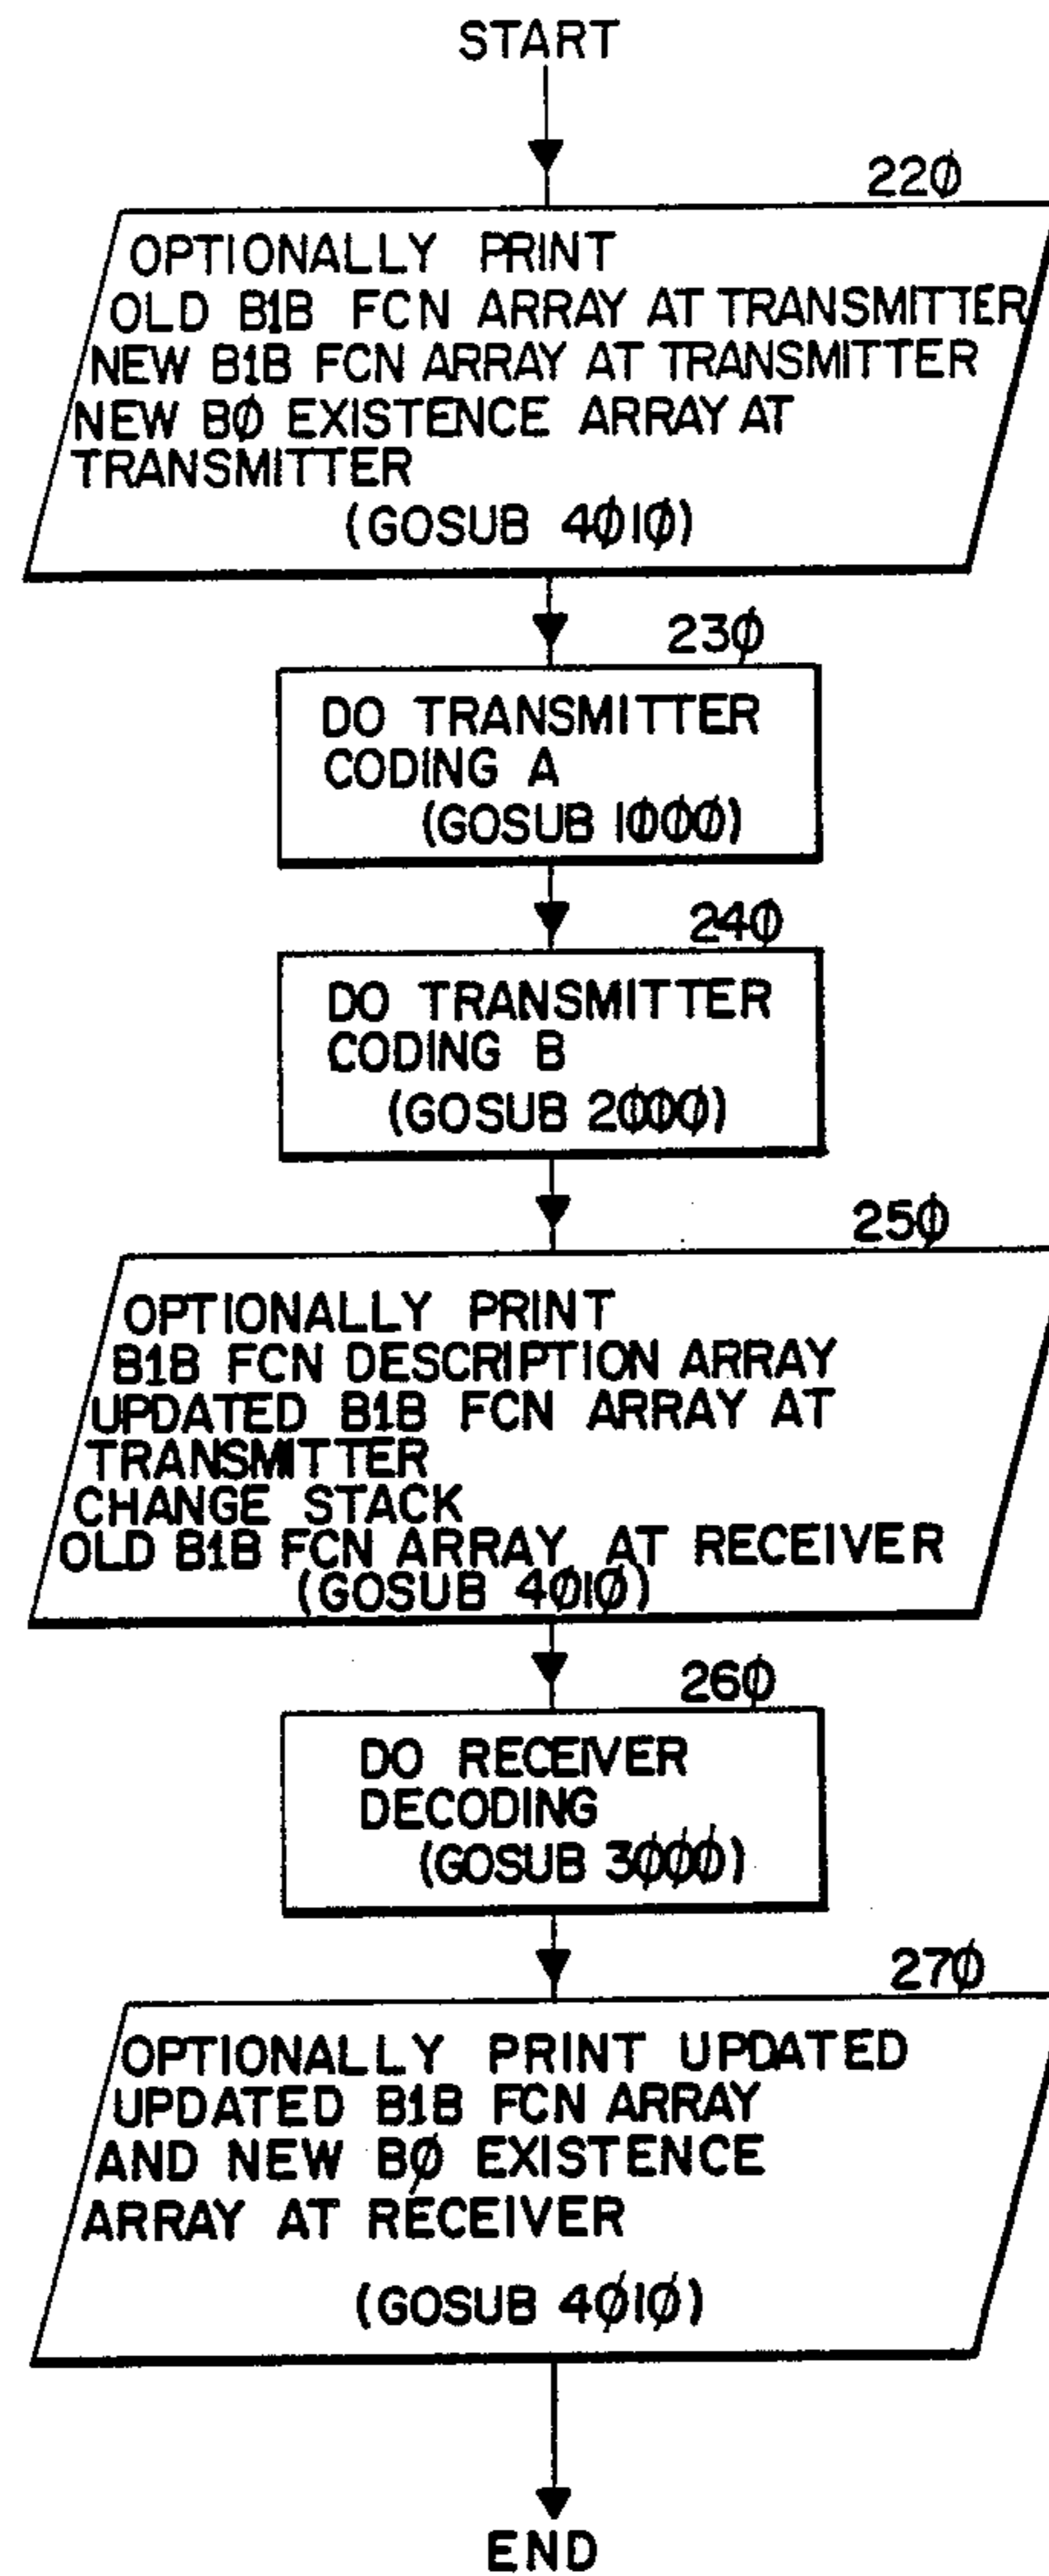 START
22Ø
OPTIONALLY PRINT
OLD B1B FCN ARRAY AT TRANSMITTER
NEW B1B FCN ARRAY AT TRANSMITTER
NEW BØ EXISTENCE ARRAY AT
TRANSMITTER
(GOSUB 4Ø1Ø)
23Ø
DO TRANSMITTER
CODING A
(GOSUB 1ØØØ)
24Ø
DO TRANSMITTER
CODING B
(GOSUB 2ØØØ)
25Ø
OPTIONALLY PRINT
B1B FCN DESCRIPTION ARRAY
UPDATED B1B FCN ARRAY AT
TRANSMITTER
CHANGE STACK
OLD B1B FCN ARRAY AT RECEIVER
(GOSUB 4Ø1Ø)
26Ø
DO RECEIVER
DECODING
(GOSUB 3ØØØ)
27Ø
OPTIONALLY PRINT UPDATED
UPDATED B1B FCN ARRAY
AND NEW BØ EXISTENCE
ARRAY AT RECEIVER
(GOSUB 4Ø1Ø)
END